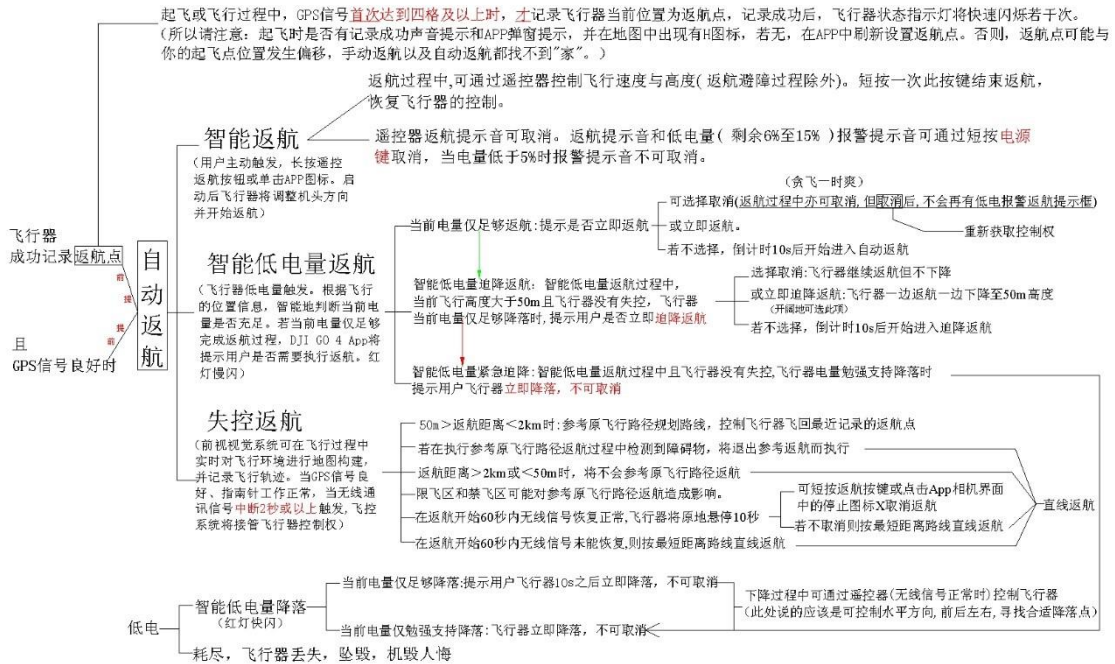 起飞或飞行过程中，GPS信号首次达到四格及以上时，才记录飞行器当前位置为返航点，记录成功后，飞行器状态指示灯将快速闪烁若干次。
(所以请注意：起飞时是否有记录成功声音提示和APP弹窗提示，并在地图中出现有H图标，若无，在APP中刷新设置返航点。否则，返航点可能与
你的起飞点位置发生偏移，手动返航以及自动返航都找不到"家"。)
飞行器
成功记录返航点
且
GPS信号良好时
前
提
提
前
自动返航
智能返航
(用户主动触发，长按遥控
返航按钮或单击APP图标。启
动后飞行器将调整机头方向
并开始返航)
返航过程中,可通过遥控器控制飞行速度与高度(返航避障过程除外)。短按一次此按键结束返航，
恢复飞行器的控制。
遥控器返航提示音可取消。返航提示音和低电量( 剩余6%至15% )报警提示音可通过短按电源
键取消，当电量低于5%时报警提示音不可取消。
智能低电量返航
(飞行器低电量触发。根据飞行
的位置信息，智能地判断当前电
量是否充足。若当前电量仅足够
完成返航过程，DJI GO 4 App将
提示用户是否需要执行返航。红
灯慢闪)
当前电量仅足够返航:提示是否立即返航
(贪飞一时爽)
可选择取消(返航过程中亦可取消,但取消后,不会再有低电报警返航提示框)
重新获取控制权
或立即返航。
若不选择，倒计时10s后开始进入自动返航
智能低电量迫降返航：智能低电量返航过程中，
当前飞行高度大于50m且飞行器没有失控，飞行器
当前电量仅足够降落时,提示用户是否立即迫降返航
选择取消:飞行器继续返航但不下降
或立即迫降返航:飞行器一边返航一边下降至50m高度
(开阔地可选此项)
若不选择，倒计时10s后开始进入迫降返航
智能低电量紧急迫降:智能低电量返航过程中且飞行器没有失控,飞行器电量勉强支持降落时
提示用户飞行器立即降落，不可取消
失控返航
(前视视觉系统可在飞行过程中
实时对飞行环境进行地图构建，
并记录飞行轨迹。当GPS信号良
好、指南针工作正常，当无线通
讯信号中断2秒或以上触发,飞控
系统将接管飞行器控制权)
50m＞返航距离＜2km时:参考原飞行路径规划路线，控制飞行器飞回最近记录的返航点
若在执行参考原飞行路径返航过程中检测到障碍物，将退出参考返航而执行
返航距离＞2km或＜50m时，将不会参考原飞行路径返航
限飞区和禁飞区可能对参考原飞行路径返航造成影响。
在返航开始60秒内无线信号恢复正常,飞行器将原地悬停10秒
可短按返航按键或点击App相机界面
中的停止图标X取消返航
若不取消则按最短距离路线直线返航
在返航开始60秒内无线信号未能恢复,则按最短距离路线直线返航
直线返航
低电
智能低电量降落
(红灯快闪)
当前电量仅足够降落:提示用户飞行器10s之后立即降落，不可取消
当前电量仅勉强支持降落:飞行器立即降落，不可取消
下降过程中可通过遥控器(无线信号正常时)控制飞行器
(此处说的应该是可控制水平方向,前后左右,寻找合适降落点)
耗尽，飞行器丢失，坠毁，机毁人悔